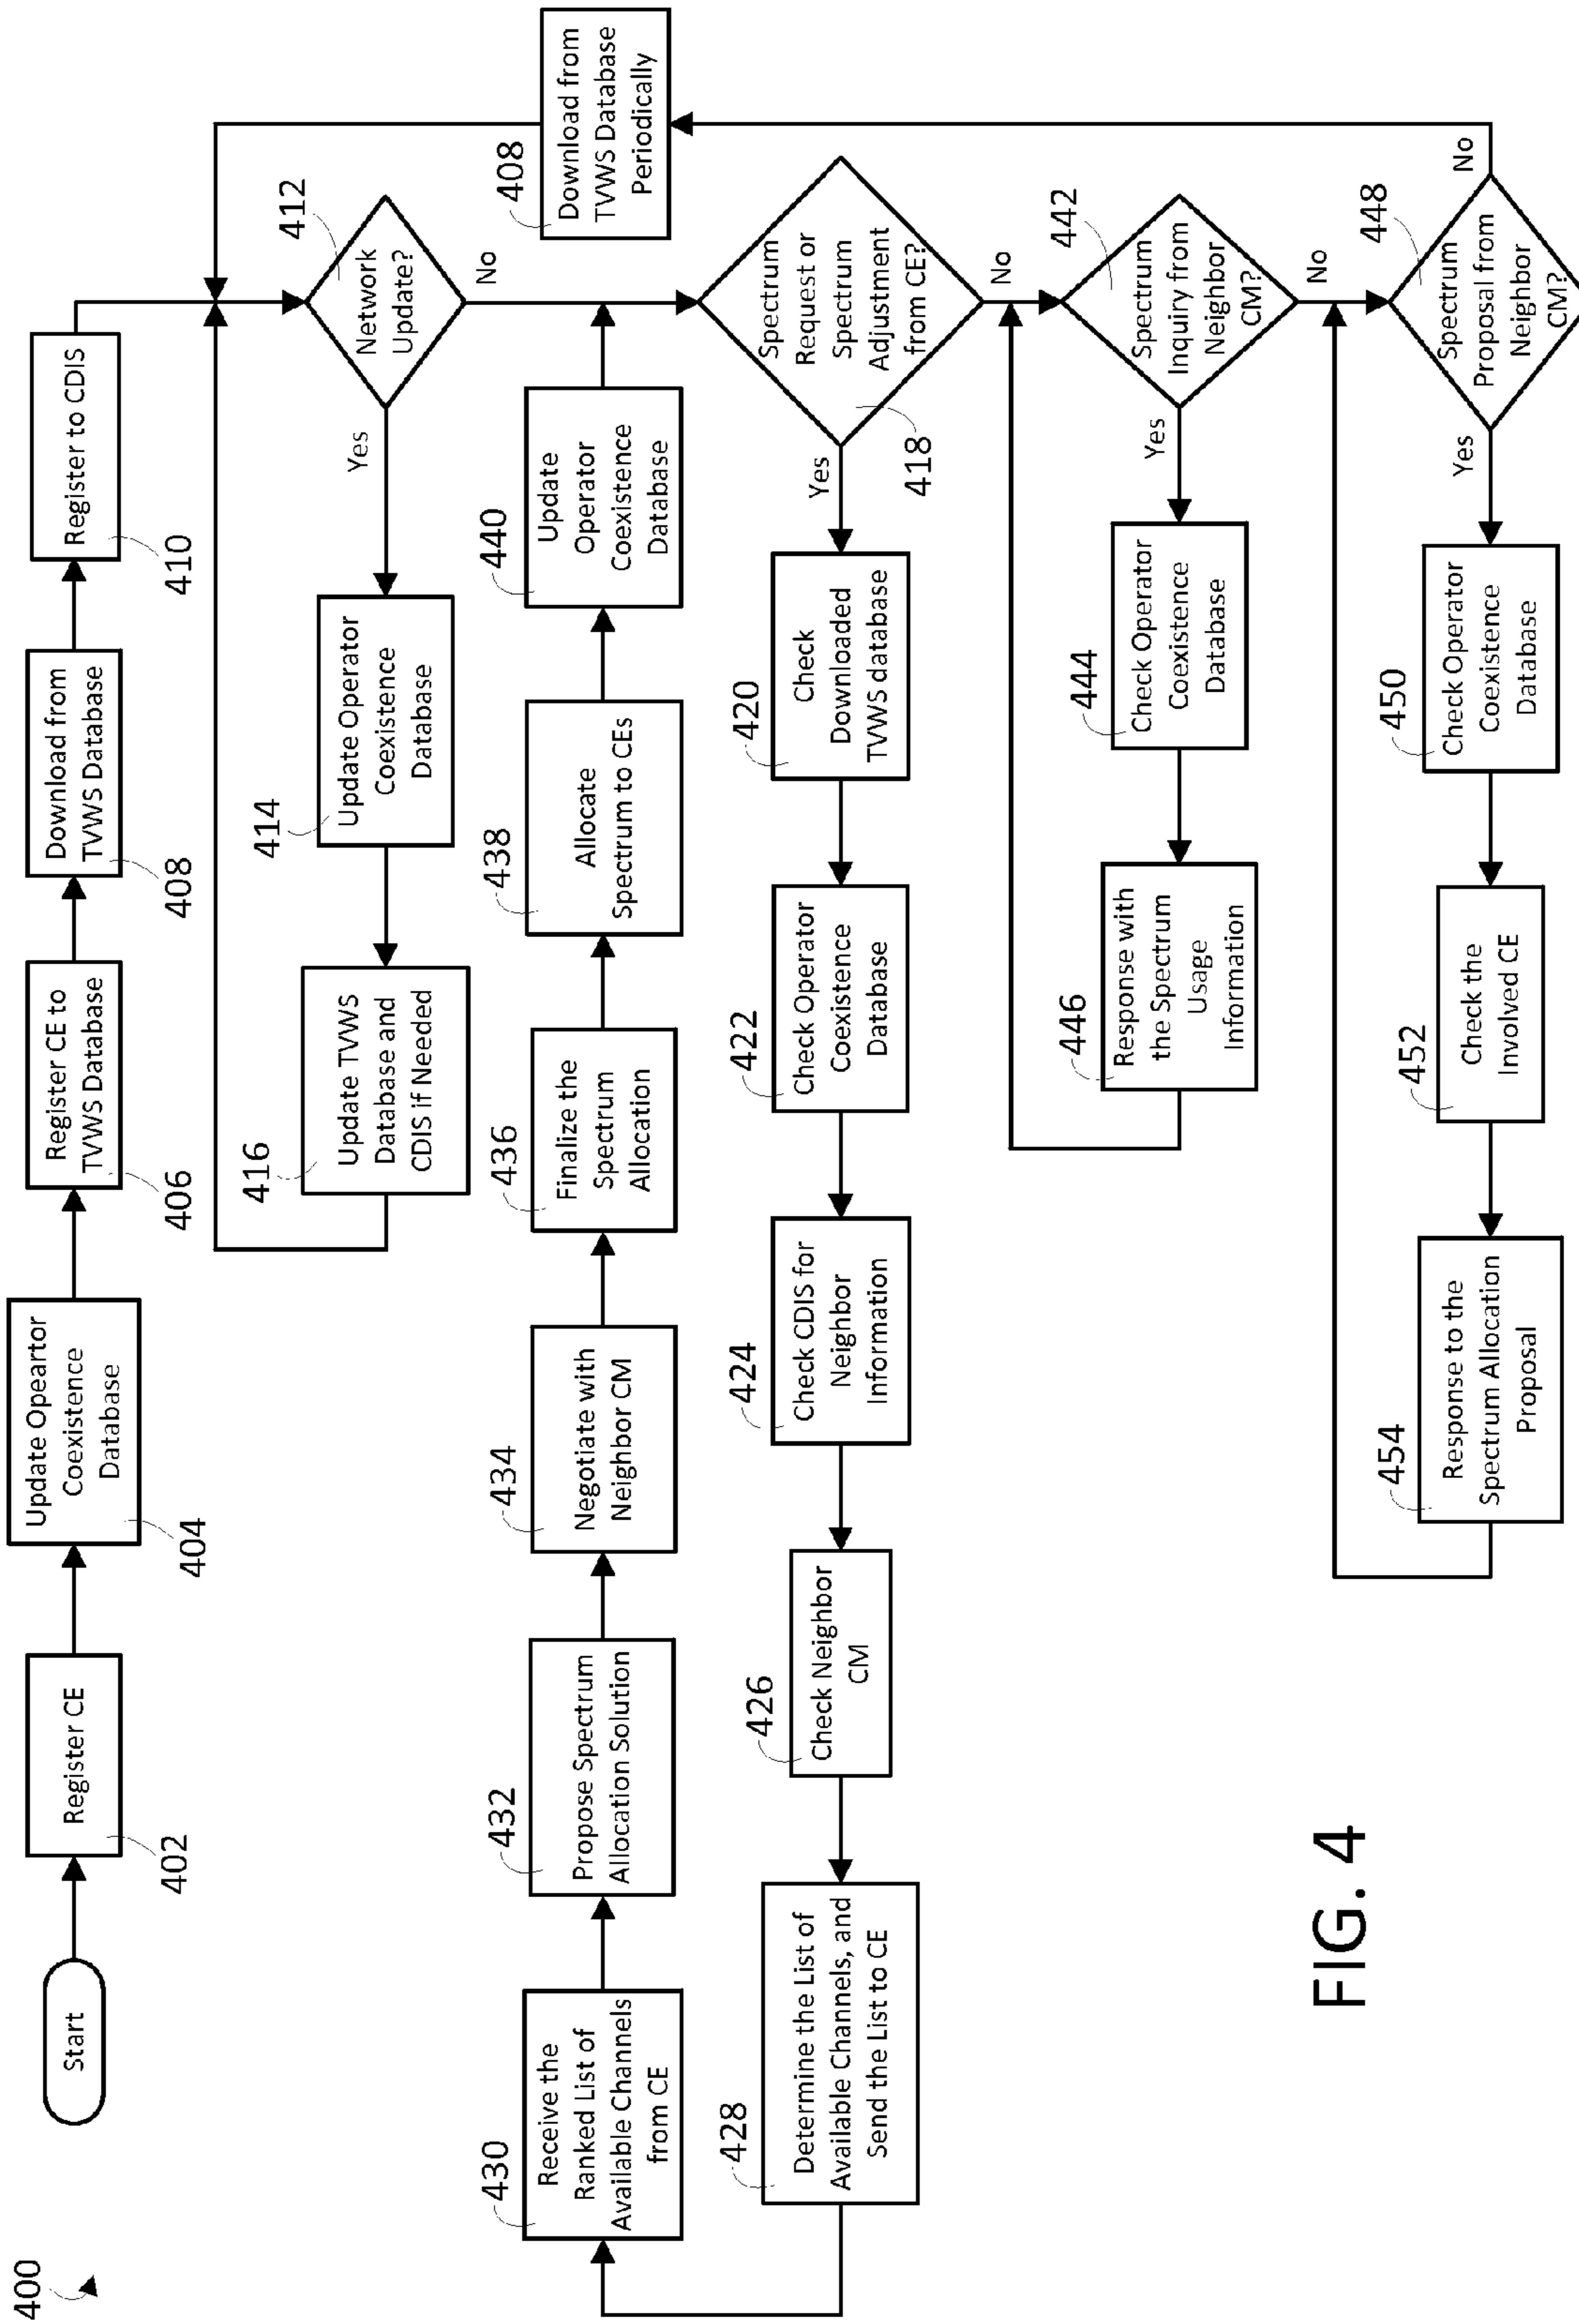 400
Start
Register CE
402
Update Opeartor
Coexistence
Database
404
Register CE to
TVWS Database
406
Download from
TVWS Database
408
Register to CDIS
410
Network
Update?
412
Yes
No
414
Update Operator
Coexistence
Database
416
Update TVWS
Database and
CDIS if Needed
408
Download from
TVWS Database
Periodically
430
Receive the
Ranked List of
Available Channels
from CE
432
Propose Spectrum
Allocation Solution
434
Negotiate with
Neighbor CM
436
Finalize the
Spectrum
Allocation
438
Allocate
Spectrum to CEs
440
Update
Operator
Coexistence
Database
Spectrum
Request or
Spectrum
Adjustment
from CE?
418
Yes
No
420
Check
Downloaded
TVWS database
422
Check Operator
Coexistence
Database
424
Check CDIS for
Neighbor
Information
426
Check Neighbor
CM
428
Determine the List of
Available Channels, and
Send the List to CE
442
Spectrum
Inquiry from
Neighbor
CM?
Yes
No
444
Check Operator
Coexistence
Database
446
Response with
the Spectrum
Usage
Information
448
Spectrum
Proposal from
Neighbor
CM?
Yes
No
450
Check Operator
Coexistence
Database
452
Check the
Involved CE
454
Response to the
Spectrum Allocation
Proposal
FIG. 4